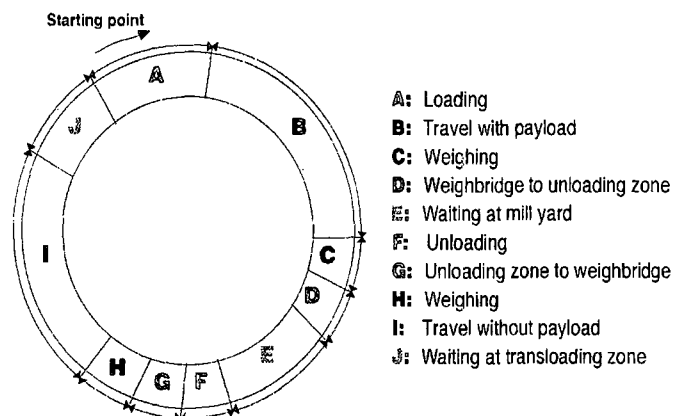 Starting point
A
B
C
D
E
F
G
H
I
J
A: Loading
B: Travel with payload
C: Weighing
D: Weighbridge to unloading zone
E: Waiting at mill yard
F: Unloading
G: Unloading zone to weighbridge
H: Weighing
I: Travel without payload
J: Waiting at transloading zone